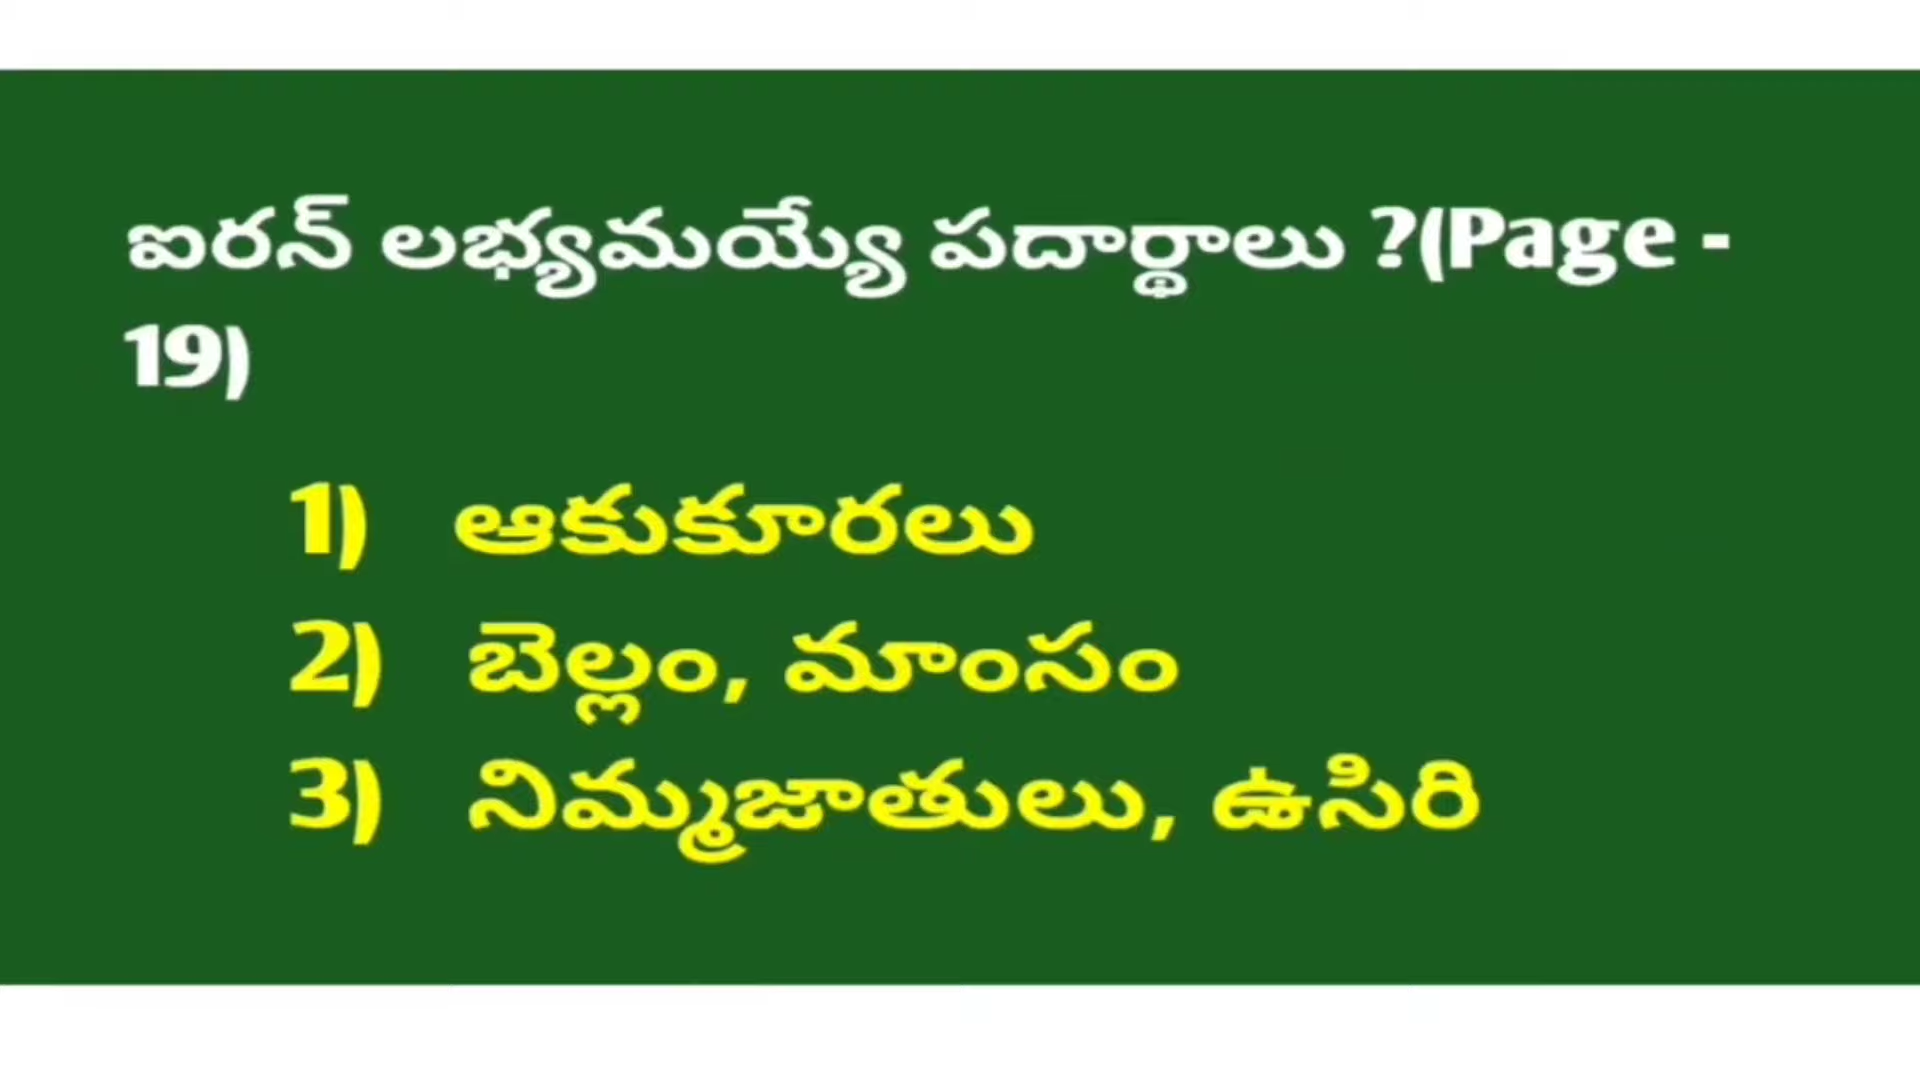 ఐరన్ లభ్యమయ్యే పదార్థాలు ?(Page -
19)
1) ఆకుకూరలు
2) బెల్లం, మాంసం
3) నిమ్మజాతులు, ఉసిరి